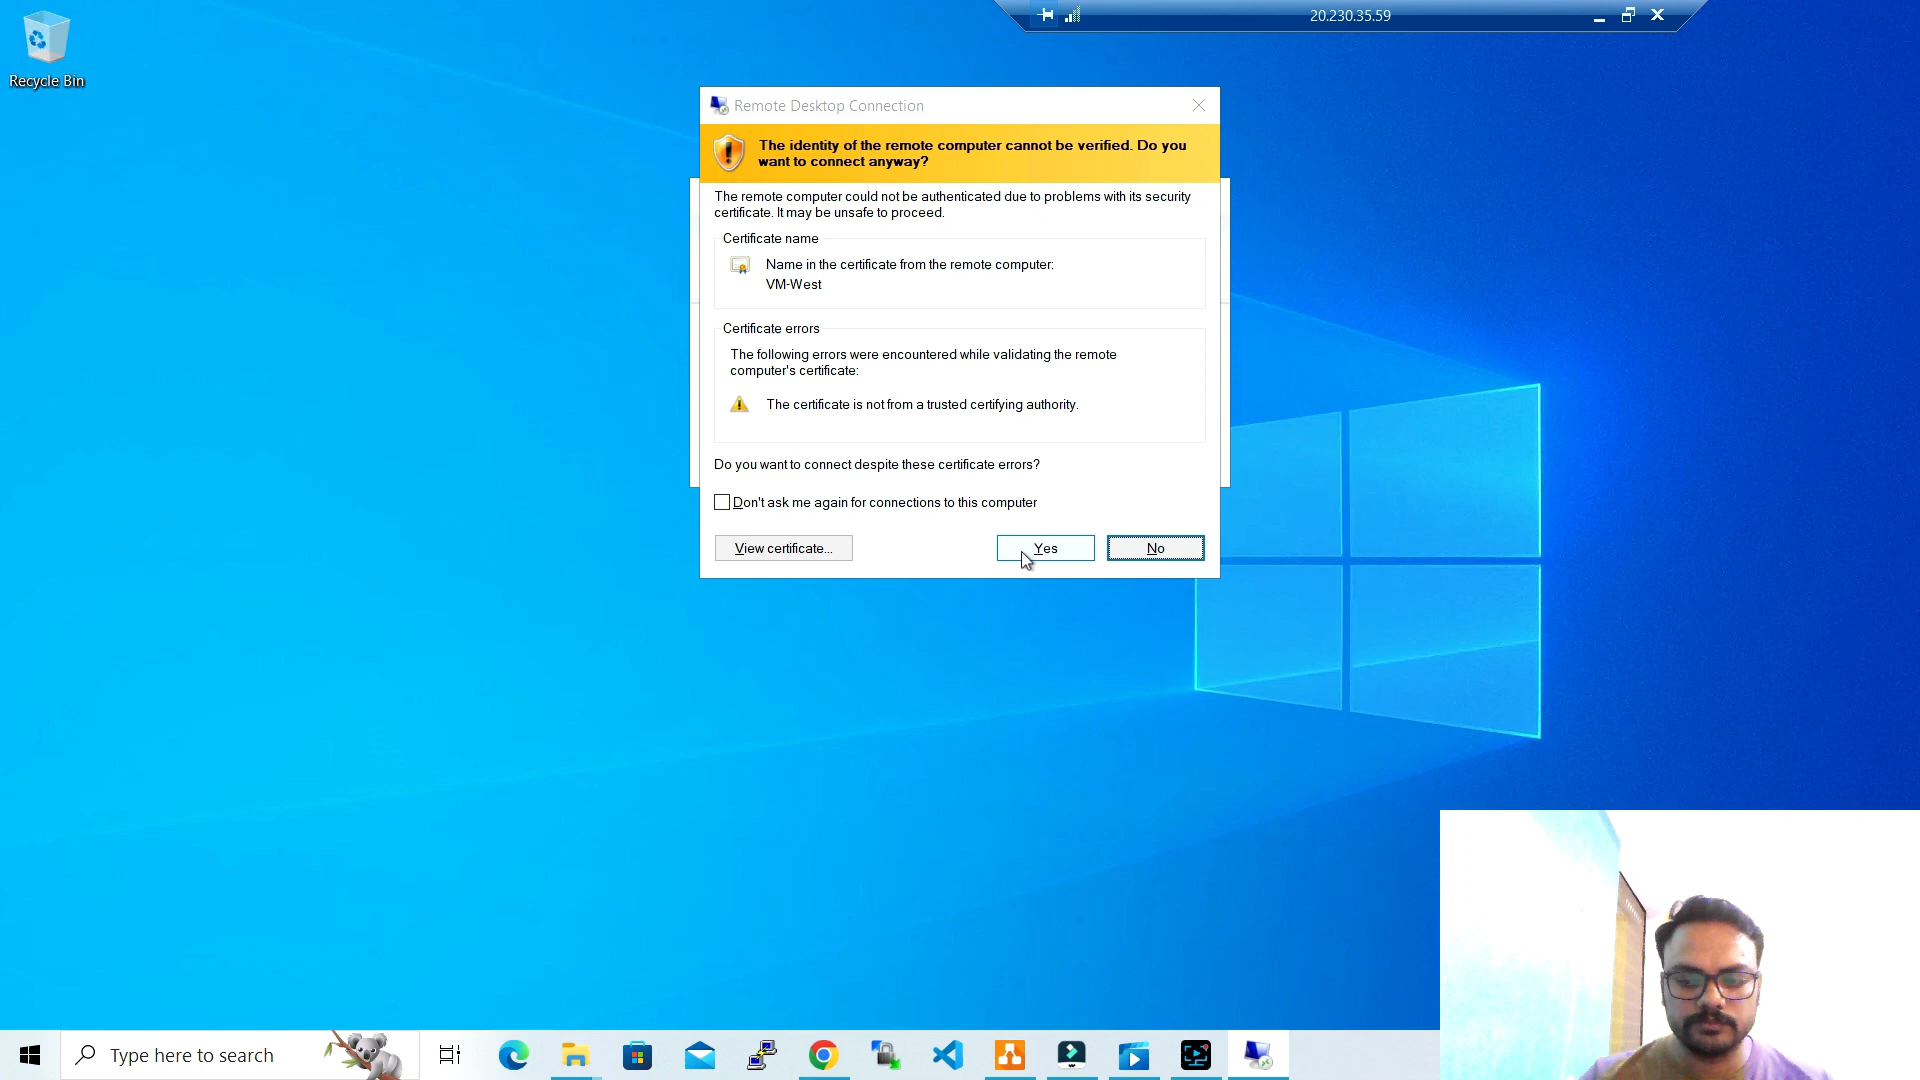 20.230.35.59
Recycle Bin
Remote Desktop Connection
The identity of the remote computer cannot be verified. Do you
want to connect anyway?
The remote computer could not be authenticated due to problems with its security
certificate. It may be unsafe to proceed.
Certificate name
Name in the certificate from the remote computer:
VM-West
Certificate errors
The following errors were encountered while validating the remote
computer's certificate:
The certificate is not from a trusted certifying authority.
Do you want to connect despite these certificate errors?
Don't ask me again for connections to this computer
View certificate...
Yes
No
Type here to search